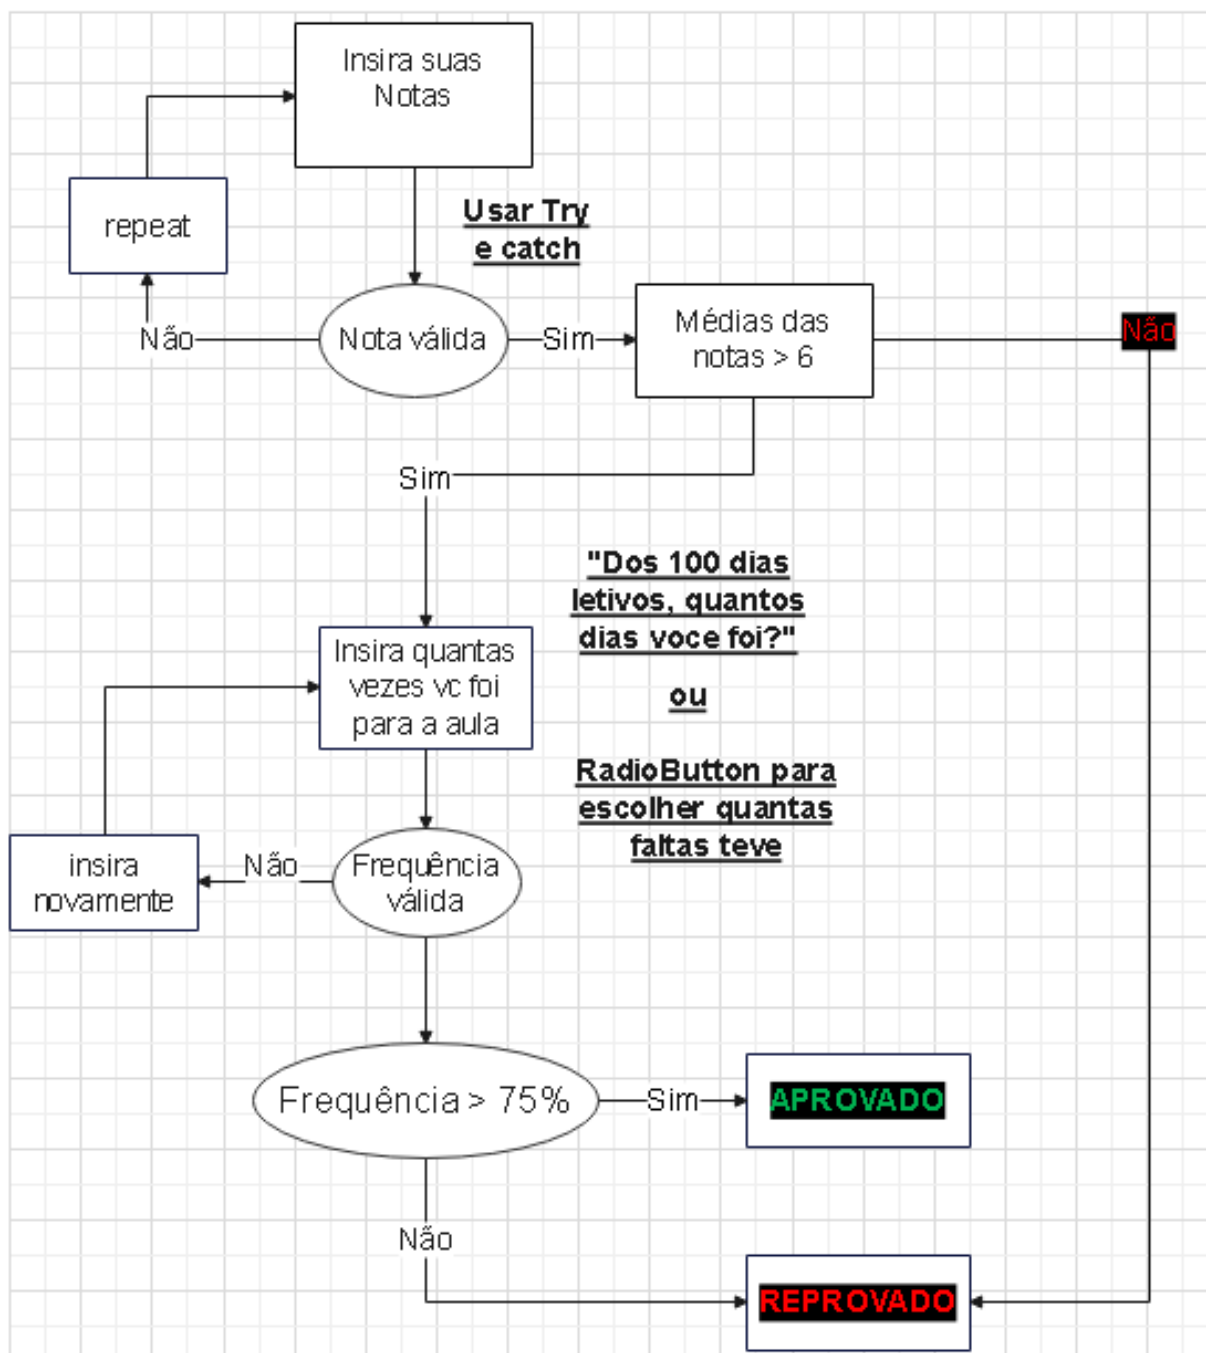 Insira suas
Notas
repeat
Usar Try
e catch
Não
Nota válida
Sim
Médias das
notas > 6
Não
Sim
"Dos 100 dias
letivos, quantos
dias voce foi?"
ou
RadioButton para
escolher quantas
faltas teve
Insira quantas
vezes vc foi
para a aula
insira
novamente
Não
Frequência
válida
Frequência > 75%
Sim
APROVADO
Não
REPROVADO